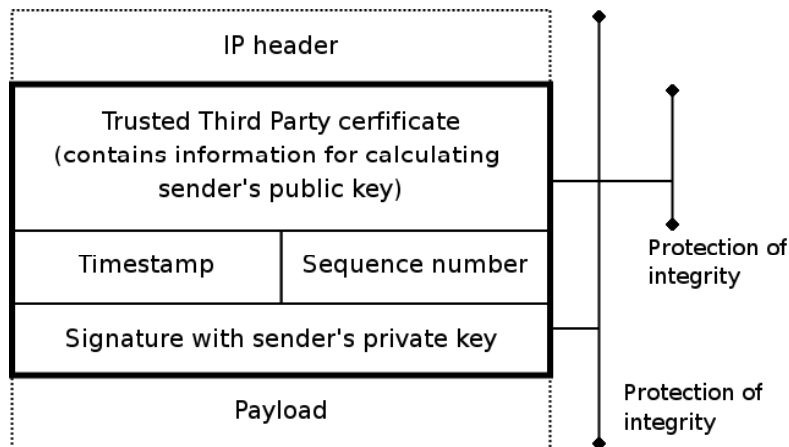 IP header
Trusted Third Party cerfificate
(contains information for calculating
sender's public key)
Timestamp
Sequence number
Signature with sender's private key
Payload
Protection of
integrity
Protection of
integrity